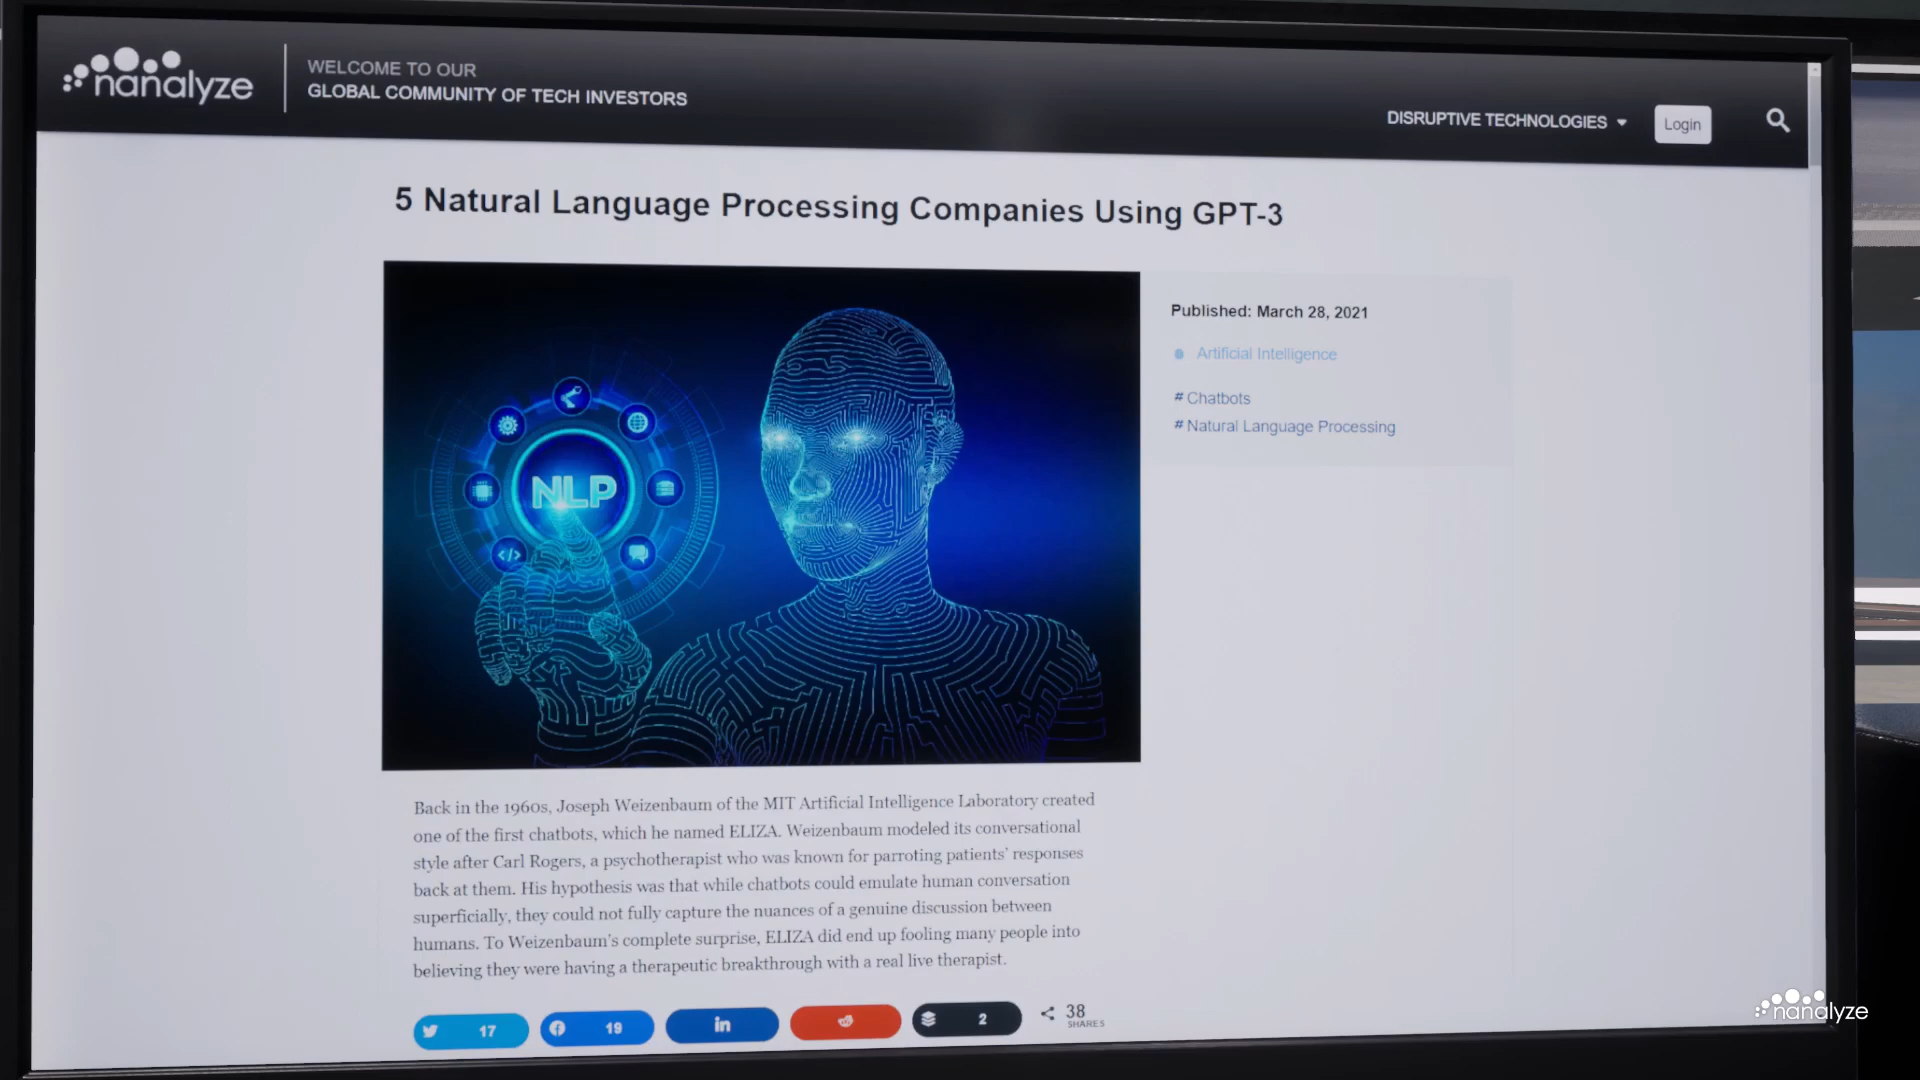 nanalyze
WELCOME TO OUR
GLOBAL COMMUNITY OF TECH INVESTORS
DISRUPTIVE TECHNOLOGIES
Login
5 Natural Language Processing Companies Using GPT-3
NLP
</>
Published: March 28, 2021
Artificial Intelligence
# Chatbots
# Natural Language Processing
Back in the 1960s, Joseph Weizenbaum of the MIT Artificial Intelligence Laboratory created
one of the first chatbots, which he named ELIZA. Weizenbaum modeled its conversational
style after Carl Rogers, a psychotherapist who was known for parroting patients’ responses
back at them. His hypothesis was that while chatbots could emulate human conversation
superficially, they could not fully capture the nuances of a genuine discussion between
humans. To Weizenbaum’s complete surprise, ELIZA did end up fooling many people into
believing they were having a therapeutic breakthrough with a real live therapist.
17
19
in
2
38
SHARES
nanalyze